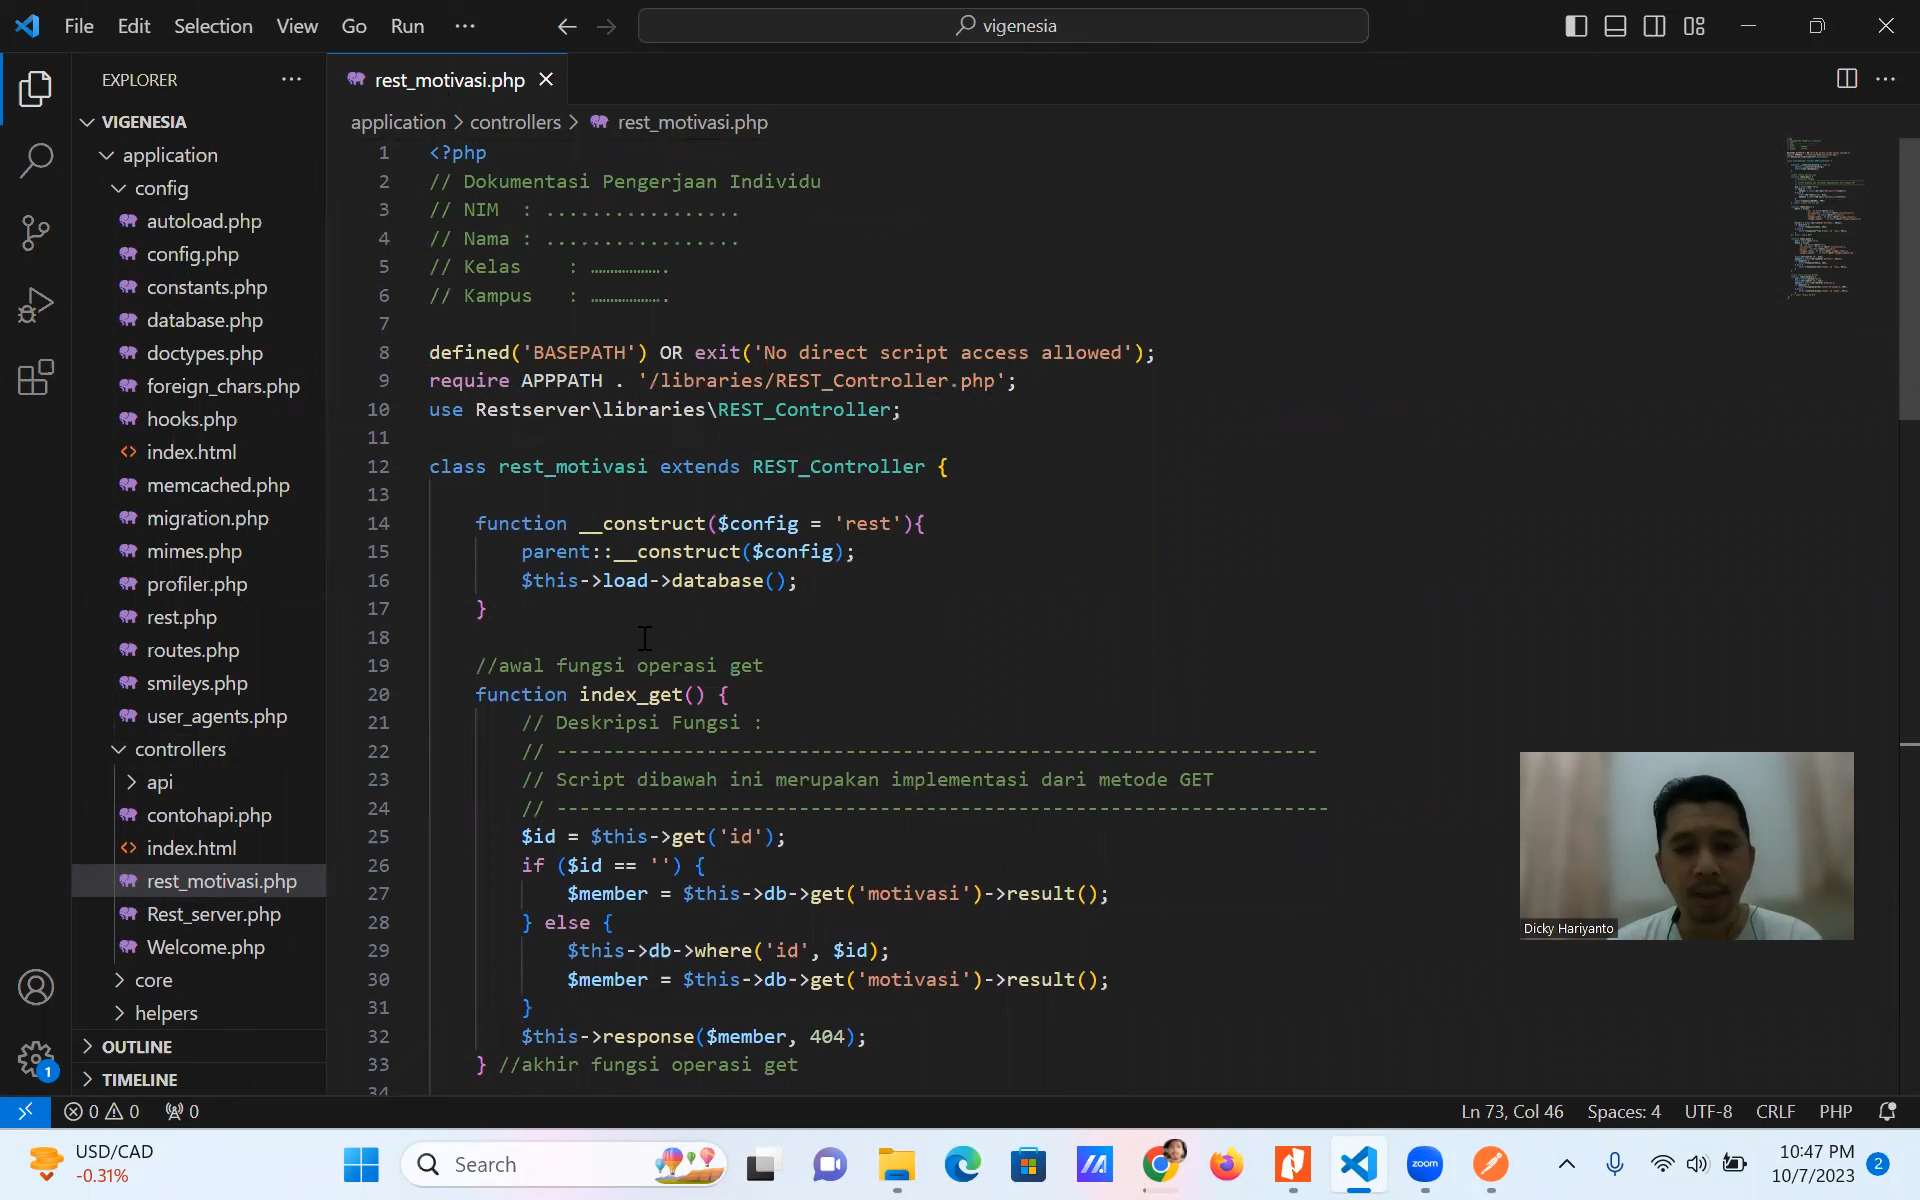 File Edit Selection View Go Run ···
vigenesia
EXPLORER
VIGENESIA
application
config
autoload.php
config.php
constants.php
database.php
doctypes.php
foreign_chars.php
hooks.php
index.html
memcached.php
migration.php
mimes.php
profiler.php
rest.php
routes.php
smileys.php
user_agents.php
controllers
api
contohapi.php
index.html
rest_motivasi.php
Rest_server.php
Welcome.php
core
helpers
OUTLINE
TIMELINE
rest_motivasi.php
application > controllers > rest_motivasi.php
1 <?php
2 // Dokumentasi Pengerjaan Individu
3 // NIM  : .................
4 // Nama : .................
5 // Kelas    : ………………….
6 // Kampus   : ………………….
7
8 defined('BASEPATH') OR exit('No direct script access allowed');
9 require APPPATH . '/libraries/REST_Controller.php';
10 use Restserver\libraries\REST_Controller;
11
12 class rest_motivasi extends REST_Controller {
13
14 function __construct($config = 'rest'){
15 parent::__construct($config);
16 $this->load->database();
17 }
18
19 //awal fungsi operasi get
20 function index_get() {
21 // Deskripsi Fungsi :
22 // ------------------------------------------------------------------
23 // Script dibawah ini merupakan implementasi dari metode GET
24 // -------------------------------------------------------------------
25 $id = $this->get('id');
26 if ($id == '') {
27 $member = $this->db->get('motivasi')->result();
28 } else {
29 $this->db->where('id', $id);
30 $member = $this->db->get('motivasi')->result();
31 }
32 $this->response($member, 404);
33 } //akhir fungsi operasi get
34
Dicky Hariyanto
1
0 0 0
Ln 73, Col 46 Spaces: 4 UTF-8 CRLF PHP
USD/CAD
-0.31%
Search
zoom
10:47 PM
10/7/2023
2